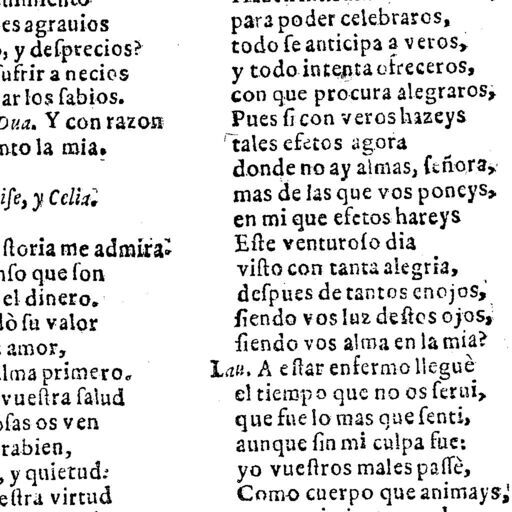 es agrauios
, y desprecios?
ufrir a necios
ar los sabios.
Dua. Y con razon
nto la mia.
ise, y Celia.
storia me admira.
nso que son
el dinero.
dò su valor
amor,
alma primero.
vuestra salud
osas os ven
rabien,
, y quietud:
estra virtud
para poder celebraros,
todo se anticipa a veros,
y todo intenta ofreceros,
con que procura alegraros,
Pues si con veros hazeys
tales efetos agora
donde no ay almas, señora,
mas de las que vos poneys,
en mi que efetos hareys
Este venturoso dia
visto con tanta alegria,
despues de tantos enojos,
siendo vos luz destos ojos,
siendo vos alma en la mia?
Lau. A estar enfermo lleguè
el tiempo que no os serui,
que fue lo mas que senti,
aunque sin mi culpa fue:
yo vuestros males passè,
Como cuerpo que animays,